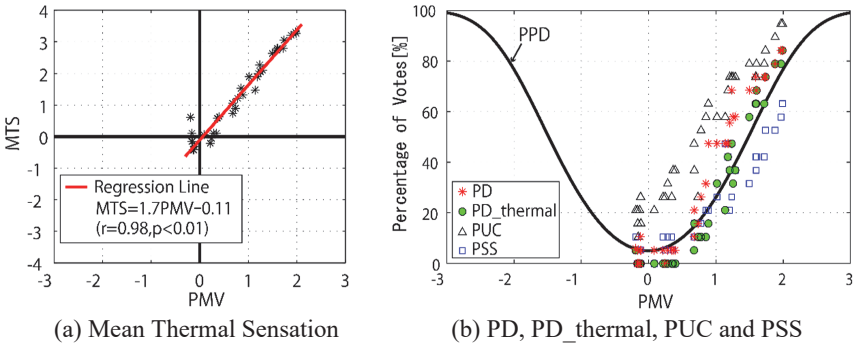 4
3
2
1
0
-1
-2
-3
-4
MTS
Regression Line
MTS=1.7PMV-0.11
(r=0.98,p<0.01)
-3 -2 -1 0 1 2 3
PMV
(a) Mean Thermal Sensation
100
80
60
40
20
0
Percentage of Votes[%]
PPD
PD
PD_thermal
PUC
PSS
-3 -2 -1 0 1 2 3
PMV
(b) PD, PD_thermal, PUC and PSS